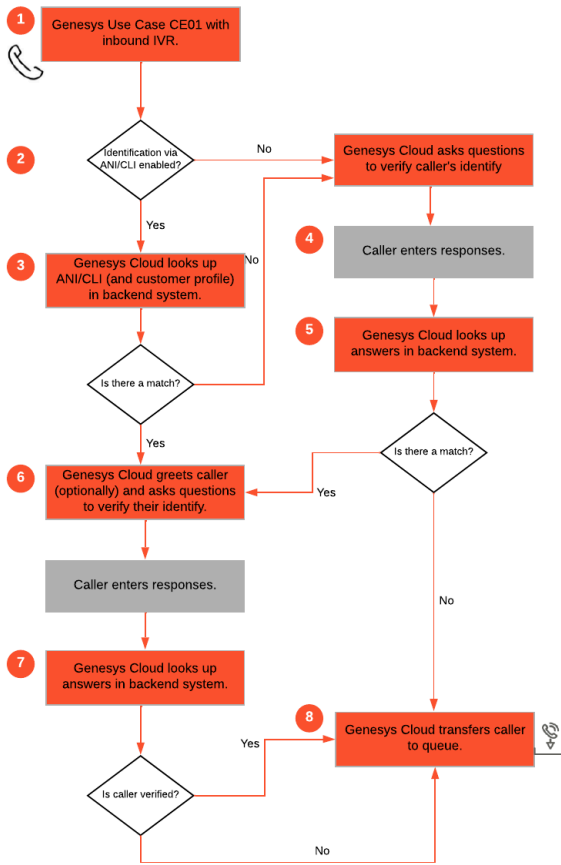 1
Genesys Use Case CE01 with
inbound IVR.
2
Identification via
ANI/CLI enabled?
No
Genesys Cloud asks questions
to verify caller's identify
Yes
3
Genesys Cloud looks up
ANI/CLI (and customer profile)
in backend system.
No
4
Caller enters responses.
5
Genesys Cloud looks up
answers in backend system.
Is there a match?
Yes
Is there a match?
Yes
No
6
Genesys Cloud greets caller
(optionally) and asks questions
to verify their identify.
Caller enters responses.
7
Genesys Cloud looks up
answers in backend system.
8
Genesys Cloud transfers caller
to queue.
Is caller verified?
Yes
No